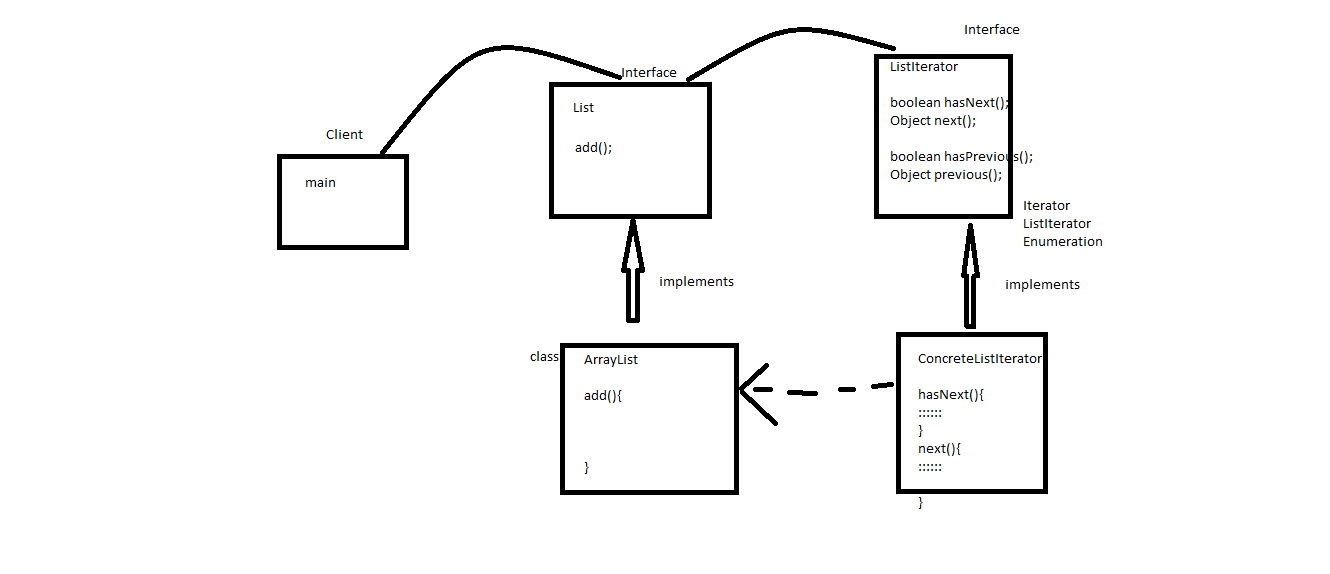 Client
main
Interface
List
add();
implements
class
ArrayList
add(){
}
Interface
ListIterator
boolean hasNext();
Object next();
boolean hasPrevious();
Object previous();
Iterator
ListIterator
Enumeration
implements
ConcreteListIterator
hasNext(){
::::::
}
next(){
::::::
}